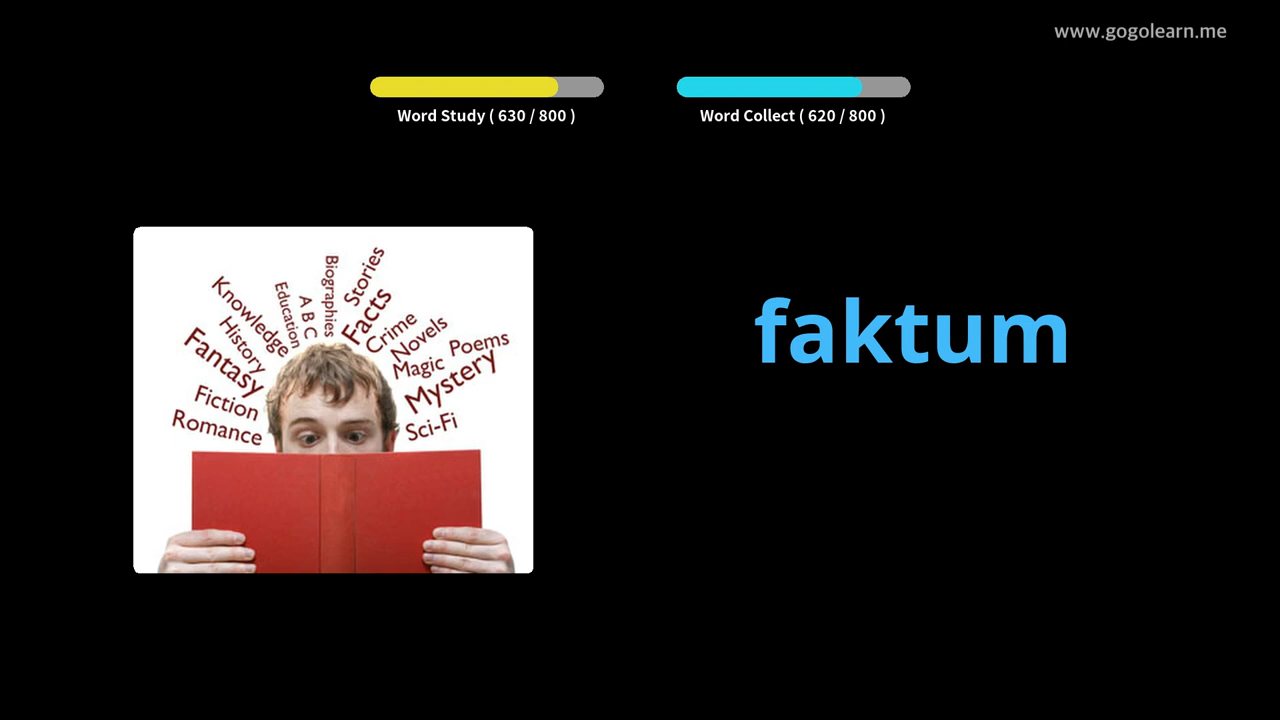 www.gogolearn.me
Word Study ( 630 / 800 )
Word Collect ( 620 / 800 )
faktum
Biographies
Stories
Knowledge
Education
A B C
Facts
History
Crime
Novels
Fantasy
Magic
Poems
Mystery
Fiction
Romance
Sci-Fi